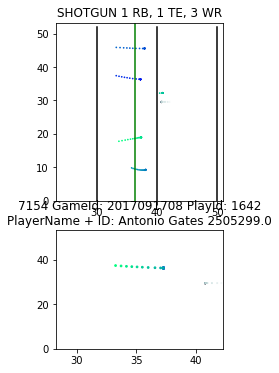 SHOTGUN 1 RB, 1 TE, 3 WR
50
40
30
20
10
0
30 40 50
7154 GameId: 2017091708 PlayId: 1642
PlayerName + ID: Antonio Gates 2505299.0
40
20
0
30 35 40